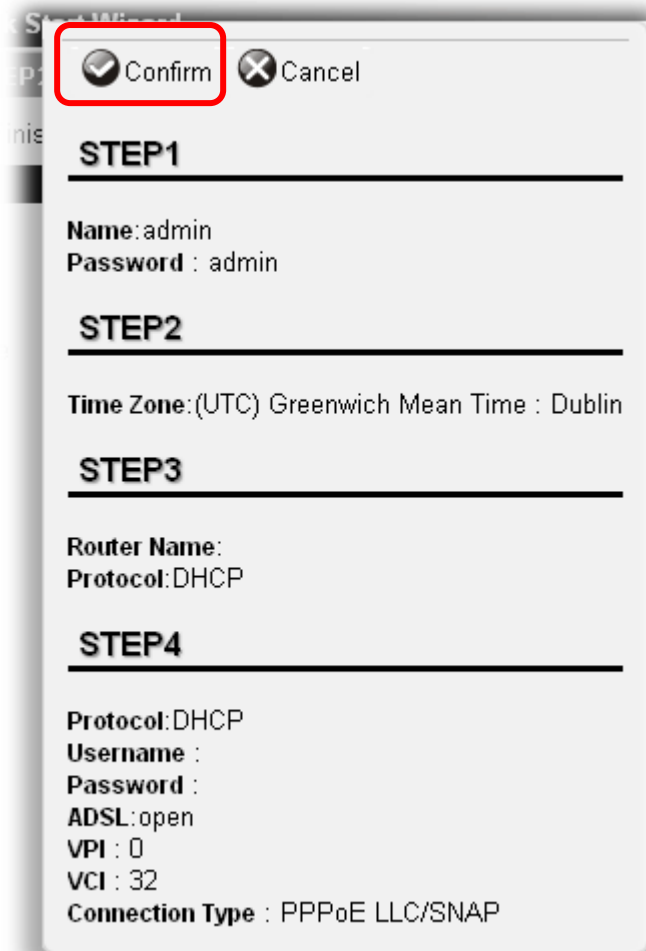 Confirm Cancel
STEP1
Name:admin
Password : admin
STEP2
Time Zone:(UTC) Greenwich Mean Time : Dublin
STEP3
Router Name:
Protocol:DHCP
STEP4
Protocol:DHCP
Username :
Password :
ADSL:open
VPI : 0
VCI : 32
Connection Type : PPPoE LLC/SNAP